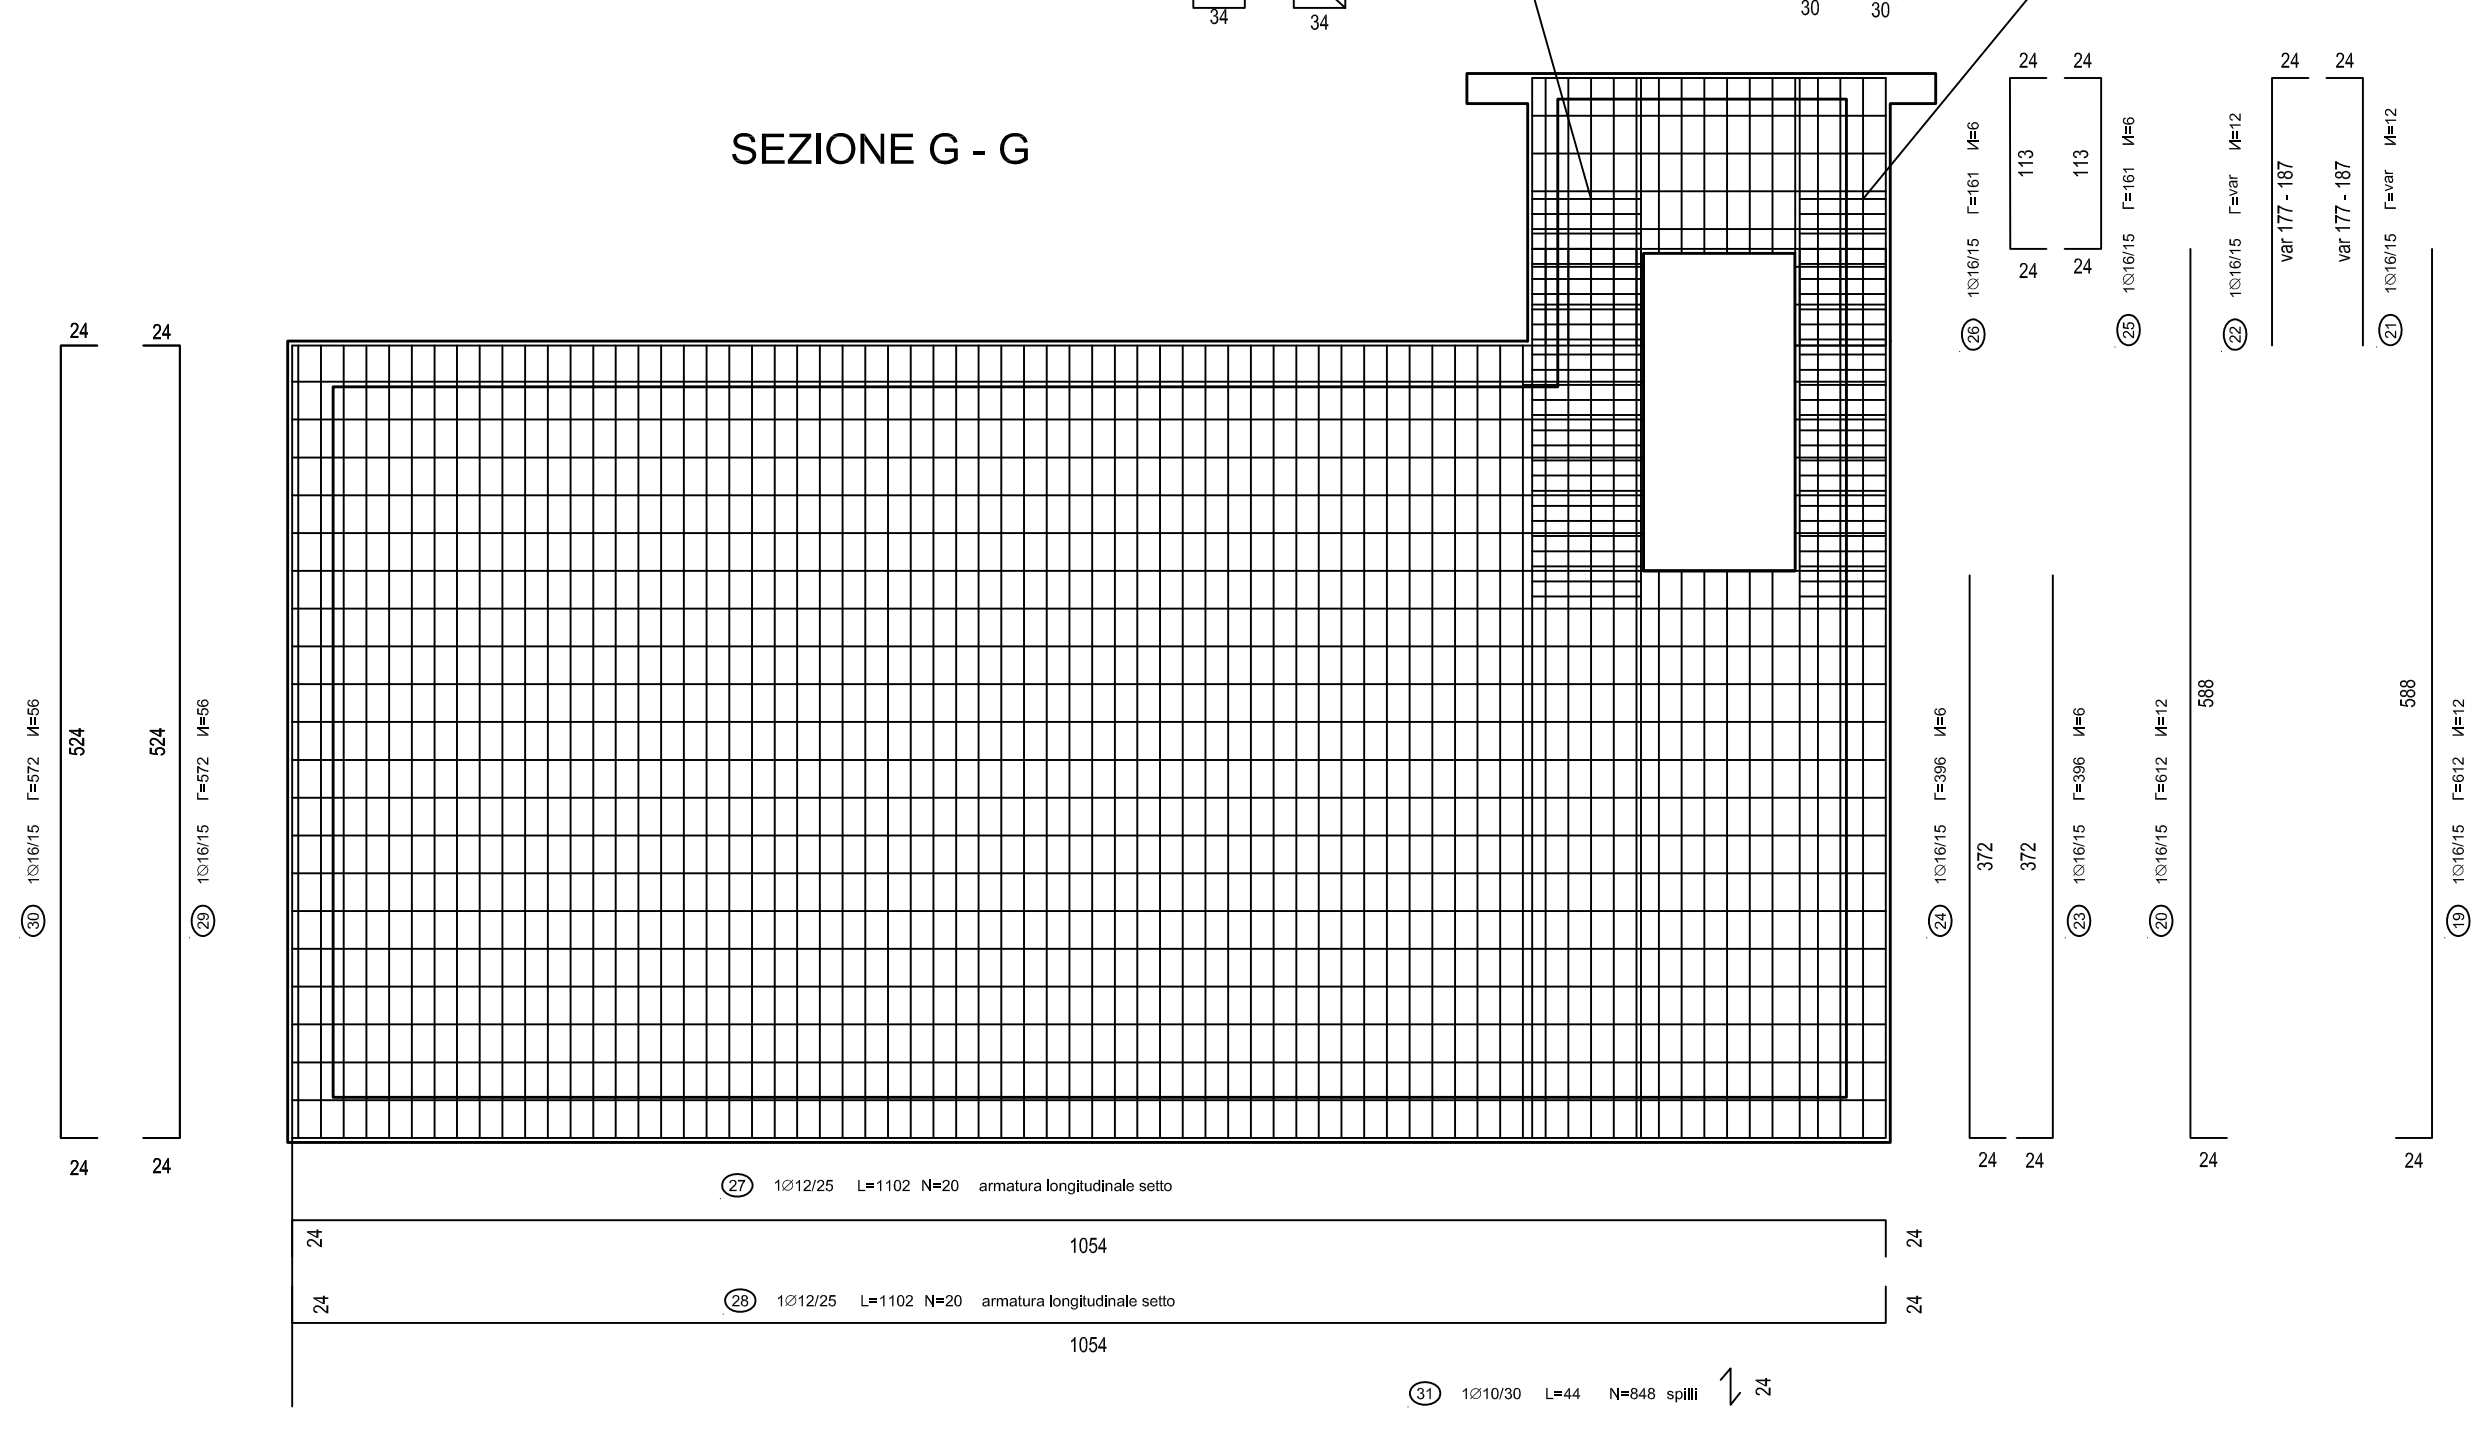 34
34
30
30
SEZIONE G - G
24
24
113
113
24
24
26 1∅16/15 Г=161 И=6
25 1∅16/15 Г=161 И=6
24
24
var 177 - 187
var 177 - 187
22 1∅16/15 Г=var И=12
21 1∅16/15 Г=var И=12
24
24
30 1∅16/15 Г=572 И=56
524
524
29 1∅16/15 Г=572 И=56
24
24
24 1∅16/15 Г=396 И=6
372
372
23 1∅16/15 Г=396 И=6
24
24
20 1∅16/15 Г=612 И=12
588
588
19 1∅16/15 Г=612 И=12
24
24
27 1∅12/25 L=1102 N=20 armatura longitudinale setto
24
1054
24
28 1∅12/25 L=1102 N=20 armatura longitudinale setto
24
24
1054
31 1∅10/30 L=44 N=848 spilli
24